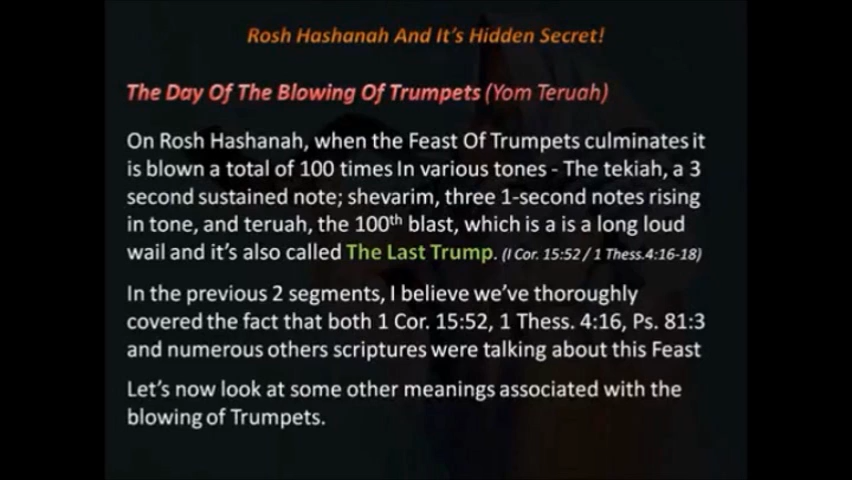 Rosh Hashanah And It's Hidden Secret!
The Day Of The Blowing Of Trumpets (Yom Teruah)
On Rosh Hashanah, when the Feast Of Trumpets culminates it
is blown a total of 100 times In various tones - The tekiah, a 3
second sustained note; shevarim, three 1-second notes rising
in tone, and teruah, the 100th blast, which is a is a long loud
wail and it's also called The Last Trump. (I Cor. 15:52 / 1 Thess.4:16-18)
In the previous 2 segments, I believe we've thoroughly
covered the fact that both 1 Cor. 15:52, 1 Thess. 4:16, Ps. 81:3
and numerous others scriptures were talking about this Feast
Let's now look at some other meanings associated with the
blowing of Trumpets.